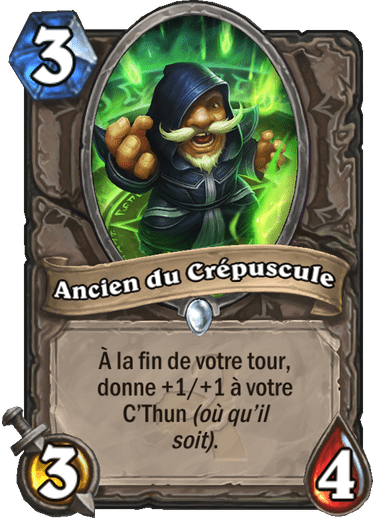 3
Ancien du Crépuscule
À la fin de votre tour,
donne +1/+1 à votre
C'Thun (où qu'il
soit).
3
4